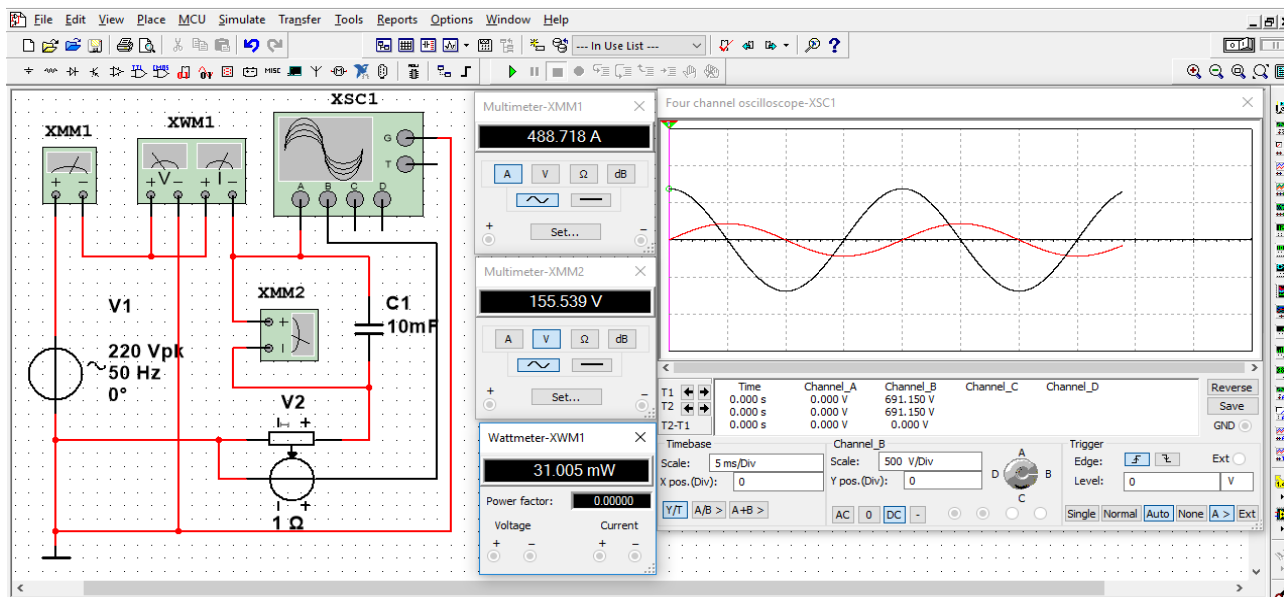 File Edit View Place MCU Simulate Transfer Tools Reports Options Window Help
--- In Use List ---
MISC
XSC1
XMM1
XWM1
G
T
A B C D
+ - + V - + I -
XMM2
+
I
V1
220 Vpk
50 Hz
0°
C1
10mF
V2
+
+
1 Ω
Multimeter-XMM1
488.718 A
A V Ω dB
+ Set... -
Multimeter-XMM2
155.539 V
A V Ω dB
+ Set... -
Wattmeter-XWM1
31.005 mW
Power factor: 0.00000
Voltage Current
+ - + -
Four channel oscilloscope-XSC1
Time Channel_A Channel_B Channel_C Channel_D
T1 0.000 s 0.000 V 691.150 V
T2 0.000 s 0.000 V 691.150 V
T2-T1 0.000 s 0.000 V 0.000 V
Reverse
Save
GND
Timebase
Scale: 5 ms/Div
X pos.(Div): 0
Y/T A/B > A+B >
Channel_B
Scale: 500 V/Div
Y pos.(Div): 0
AC 0 DC -
A
D B
C
Trigger
Edge: Ext
Level: 0 V
Single Normal Auto None A > Ext